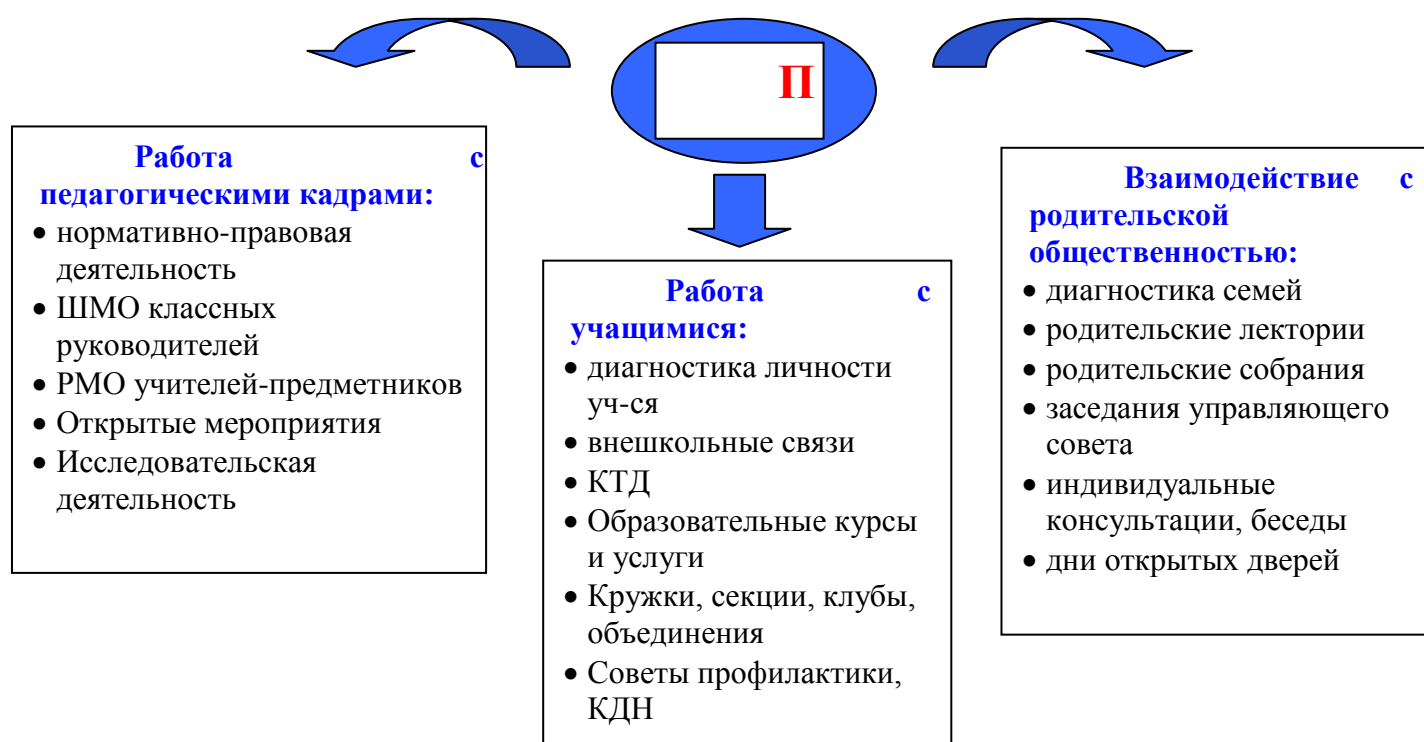 П
Работа с
педагогическими кадрами:
• нормативно-правовая
деятельность
• ШМО классных
руководителей
• РМО учителей-предметников
• Открытые мероприятия
• Исследовательская
деятельность
Работа с
учащимися:
• диагностика личности
уч-ся
• внешкольные связи
• КТД
• Образовательные курсы
и услуги
• Кружки, секции, клубы,
объединения
• Советы профилактики,
КДН
Взаимодействие с
родительской
общественностью:
• диагностика семей
• родительские лектории
• родительские собрания
• заседания управляющего
совета
• индивидуальные
консультации, беседы
• дни открытых дверей